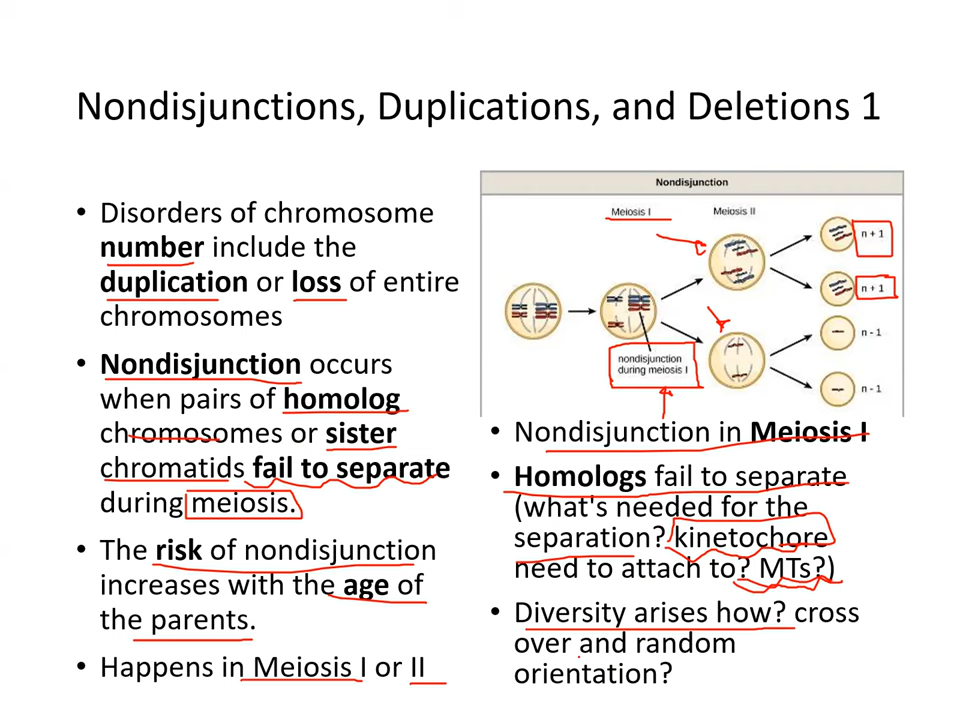 Nondisjunctions, Duplications, and Deletions 1
• Disorders of chromosome
number include the
duplication or loss of entire
chromosomes
• Nondisjunction occurs
when pairs of homolog
chromosomes or sister
chromatids fail to separate
during meiosis.
• The risk of nondisjunction
increases with the age of
the parents.
• Happens in Meiosis I or II
Nondisjunction
Meiosis I
Meiosis II
n + 1
n + 1
nondisjunction
during meiosis I
n - 1
n - 1
• Nondisjunction in Meiosis I
• Homologs fail to separate
(what's needed for the
separation? kinetochore
need to attach to? MTs?)
• Diversity arises how? cross
over and random
orientation?